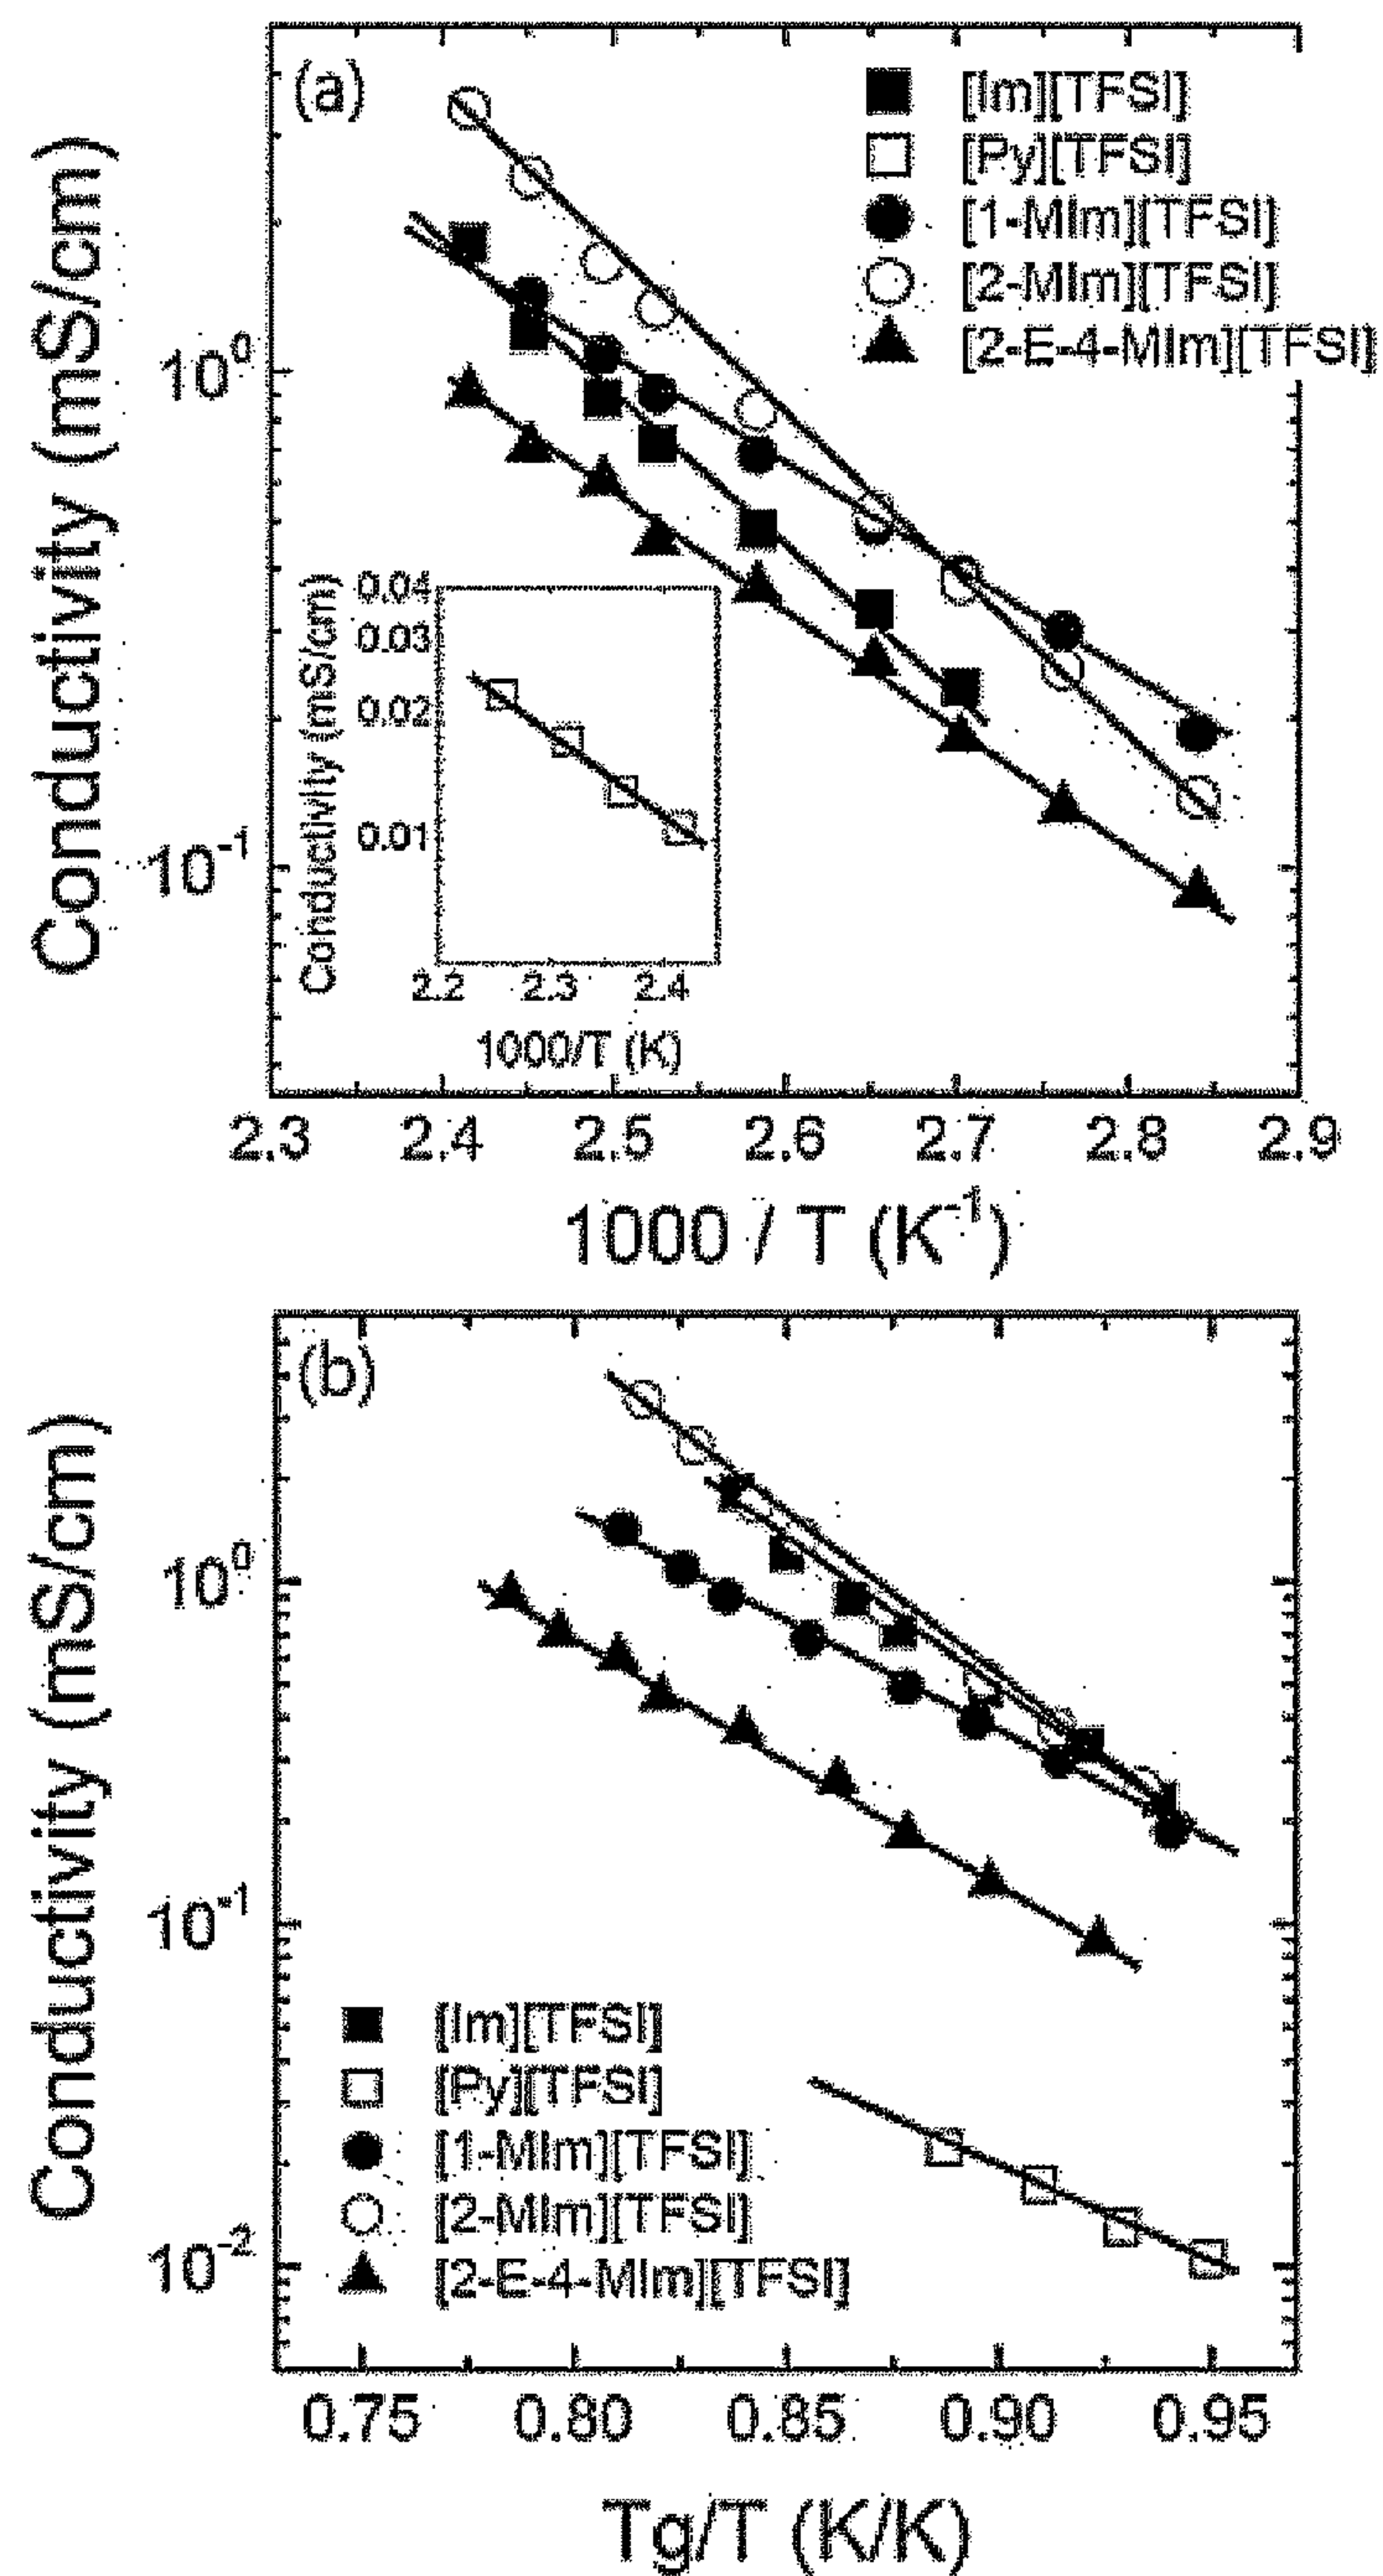 (a)
[Im][TFSI]
[Py][TFSI]
[1-MIm][TFSI]
[2-MIm][TFSI]
[2-E-4-MIm][TFSI]
Conductivity (mS/cm)
10⁰
10⁻¹
Conductivity (mS/cm)
0.04
0.03
0.02
0.01
2.2 2.3 2.4
1000/T (K)
2.3 2.4 2.5 2.6 2.7 2.8 2.9
1000 / T (K⁻¹)
(b)
Conductivity (mS/cm)
10⁰
10⁻¹
10⁻²
[Im][TFSI]
[Py][TFSI]
[1-MIm][TFSI]
[2-MIm][TFSI]
[2-E-4-MIm][TFSI]
0.75 0.80 0.85 0.90 0.95
Tg/T (K/K)